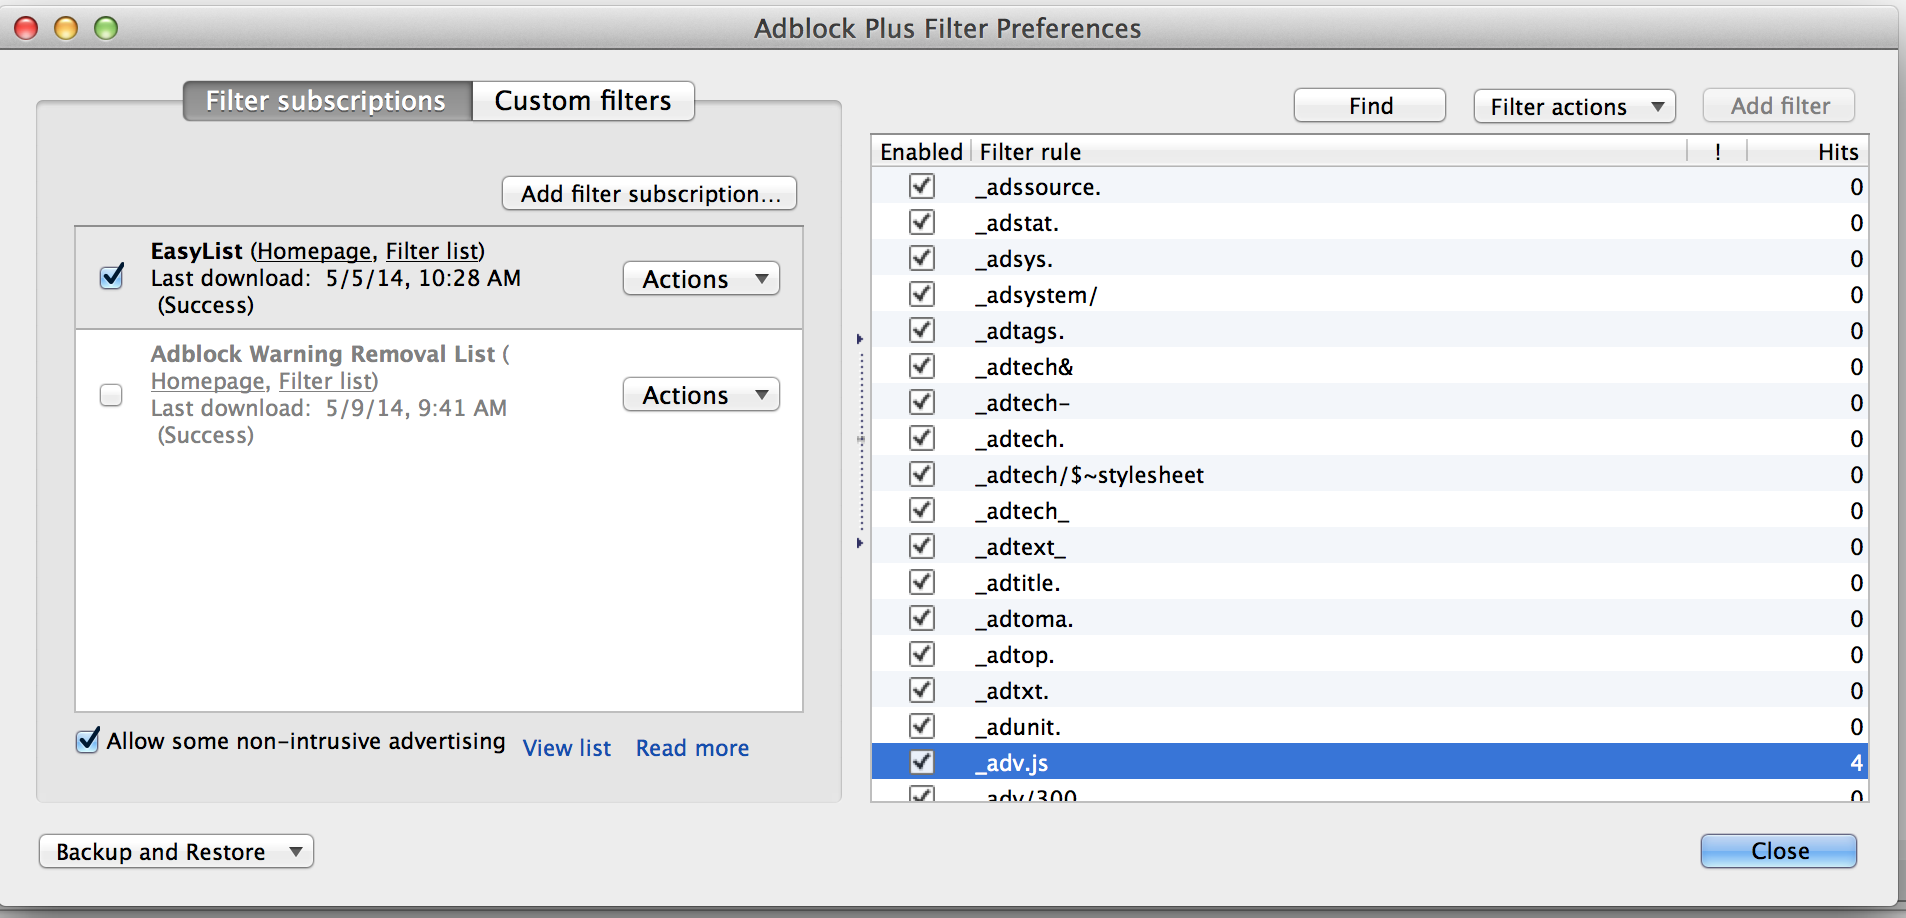 Adblock Plus Filter Preferences
Filter subscriptions Custom filters
Add filter subscription...
EasyList (Homepage, Filter list)
Last download: 5/5/14, 10:28 AM
(Success)
Actions
Adblock Warning Removal List (
Homepage, Filter list)
Last download: 5/9/14, 9:41 AM
(Success)
Actions
Allow some non-intrusive advertising View list Read more
Backup and Restore
Find Filter actions Add filter
Enabled Filter rule ! Hits
_adssource. 0
_adstat. 0
_adsys. 0
_adsystem/ 0
_adtags. 0
_adtech& 0
_adtech- 0
_adtech. 0
_adtech/$~stylesheet 0
_adtech_ 0
_adtext_ 0
_adtitle. 0
_adtoma. 0
_adtop. 0
_adtxt. 0
_adunit. 0
_adv.js 4
_adv/300 0
Close